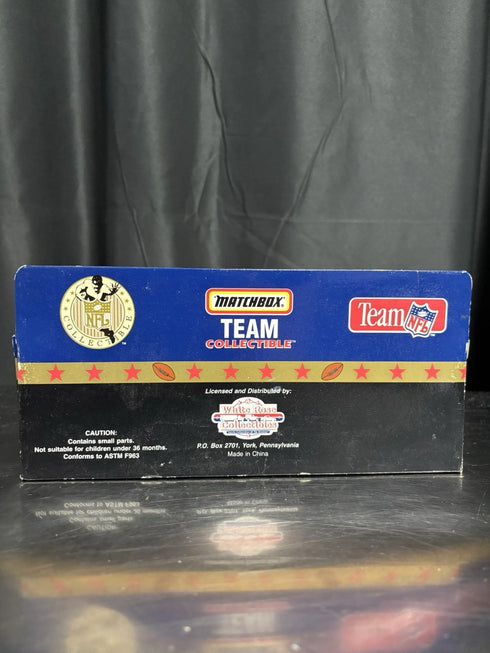 NFL
COLLECTIBLE
MATCHBOX®
TEAM
COLLECTIBLE™
Team NFL
Licensed and Distributed by:
White Rose
Collectibles
P.O. Box 2701, York, Pennsylvania
Made in China
CAUTION:
Contains small parts.
Not suitable for children under 36 months.
Conforms to ASTM F963